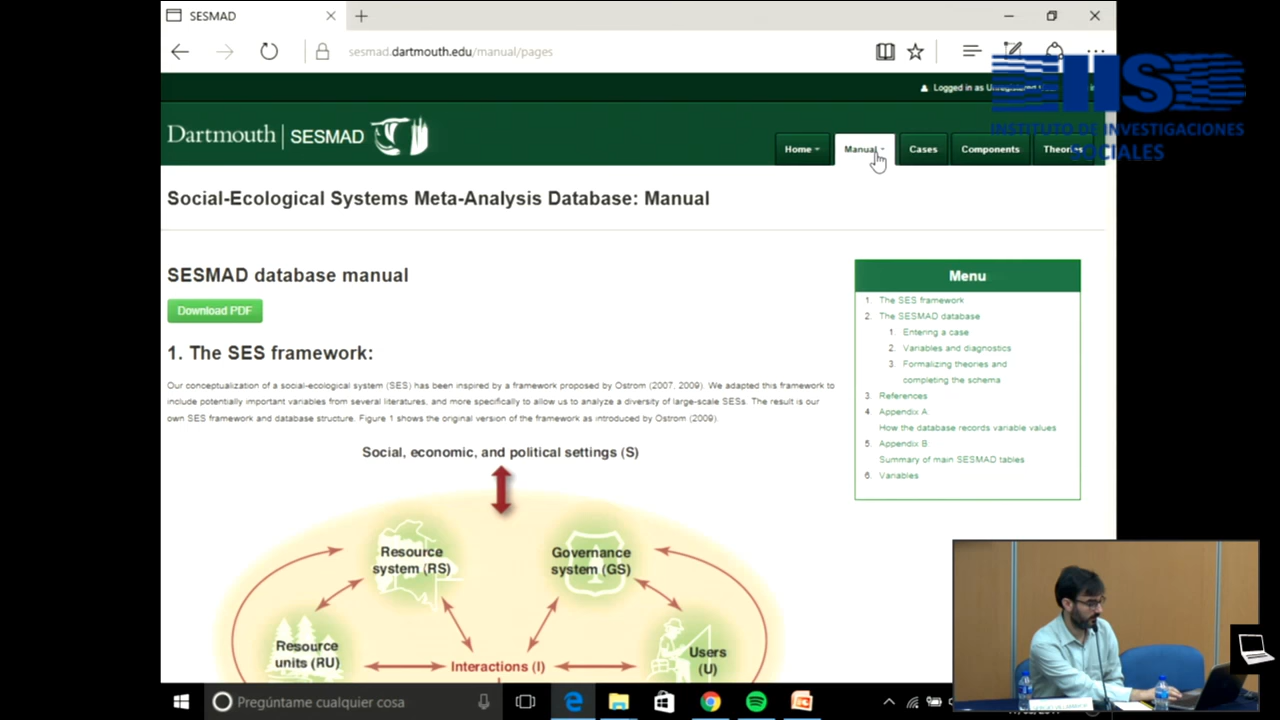 SESMAD
sesmad.dartmouth.edu/manual/pages
Logged in as
IIS
INSTITUTO DE INVESTIGACIONES
SOCIALES
Dartmouth | SESMAD
Home
Manual
Cases
Components
Theories
Social-Ecological Systems Meta-Analysis Database: Manual
SESMAD database manual
Download PDF
1. The SES framework:
Our conceptualization of a social-ecological system (SES) has been inspired by a framework proposed by Ostrom (2007, 2009). We adapted this framework to
include potentially important variables from several literatures, and more specifically to allow us to analyze a diversity of large-scale SESs. The result is our
own SES framework and database structure. Figure 1 shows the original version of the framework as introduced by Ostrom (2009).
Menu
1. The SES framework
2. The SESMAD database
1. Entering a case
2. Variables and diagnostics
3. Formalizing theories and
completing the schema
3. References
4. Appendix A
How the database records variable values
5. Appendix B
Summary of main SESMAD tables
6. Variables
Social, economic, and political settings (S)
Resource
system (RS)
Governance
system (GS)
Resource
units (RU)
Interactions (I)
Users
(U)
Pregúntame cualquier cosa